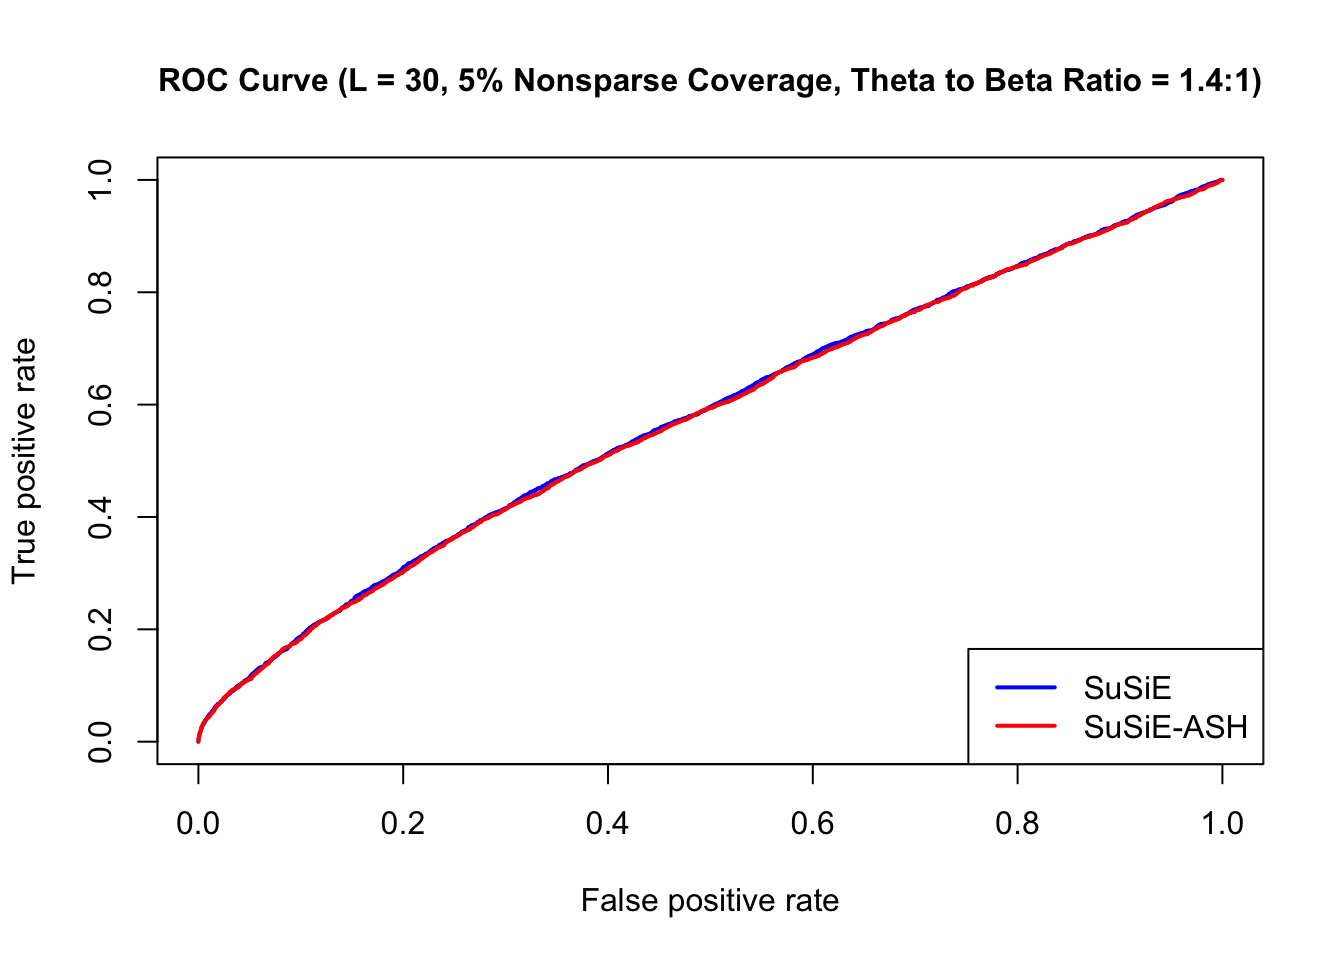 ROC Curve (L = 30, 5% Nonsparse Coverage, Theta to Beta Ratio = 1.4:1)
True positive rate
1.0
0.8
0.6
0.4
0.2
0.0
SuSiE
SuSiE-ASH
0.0 0.2 0.4 0.6 0.8 1.0
False positive rate